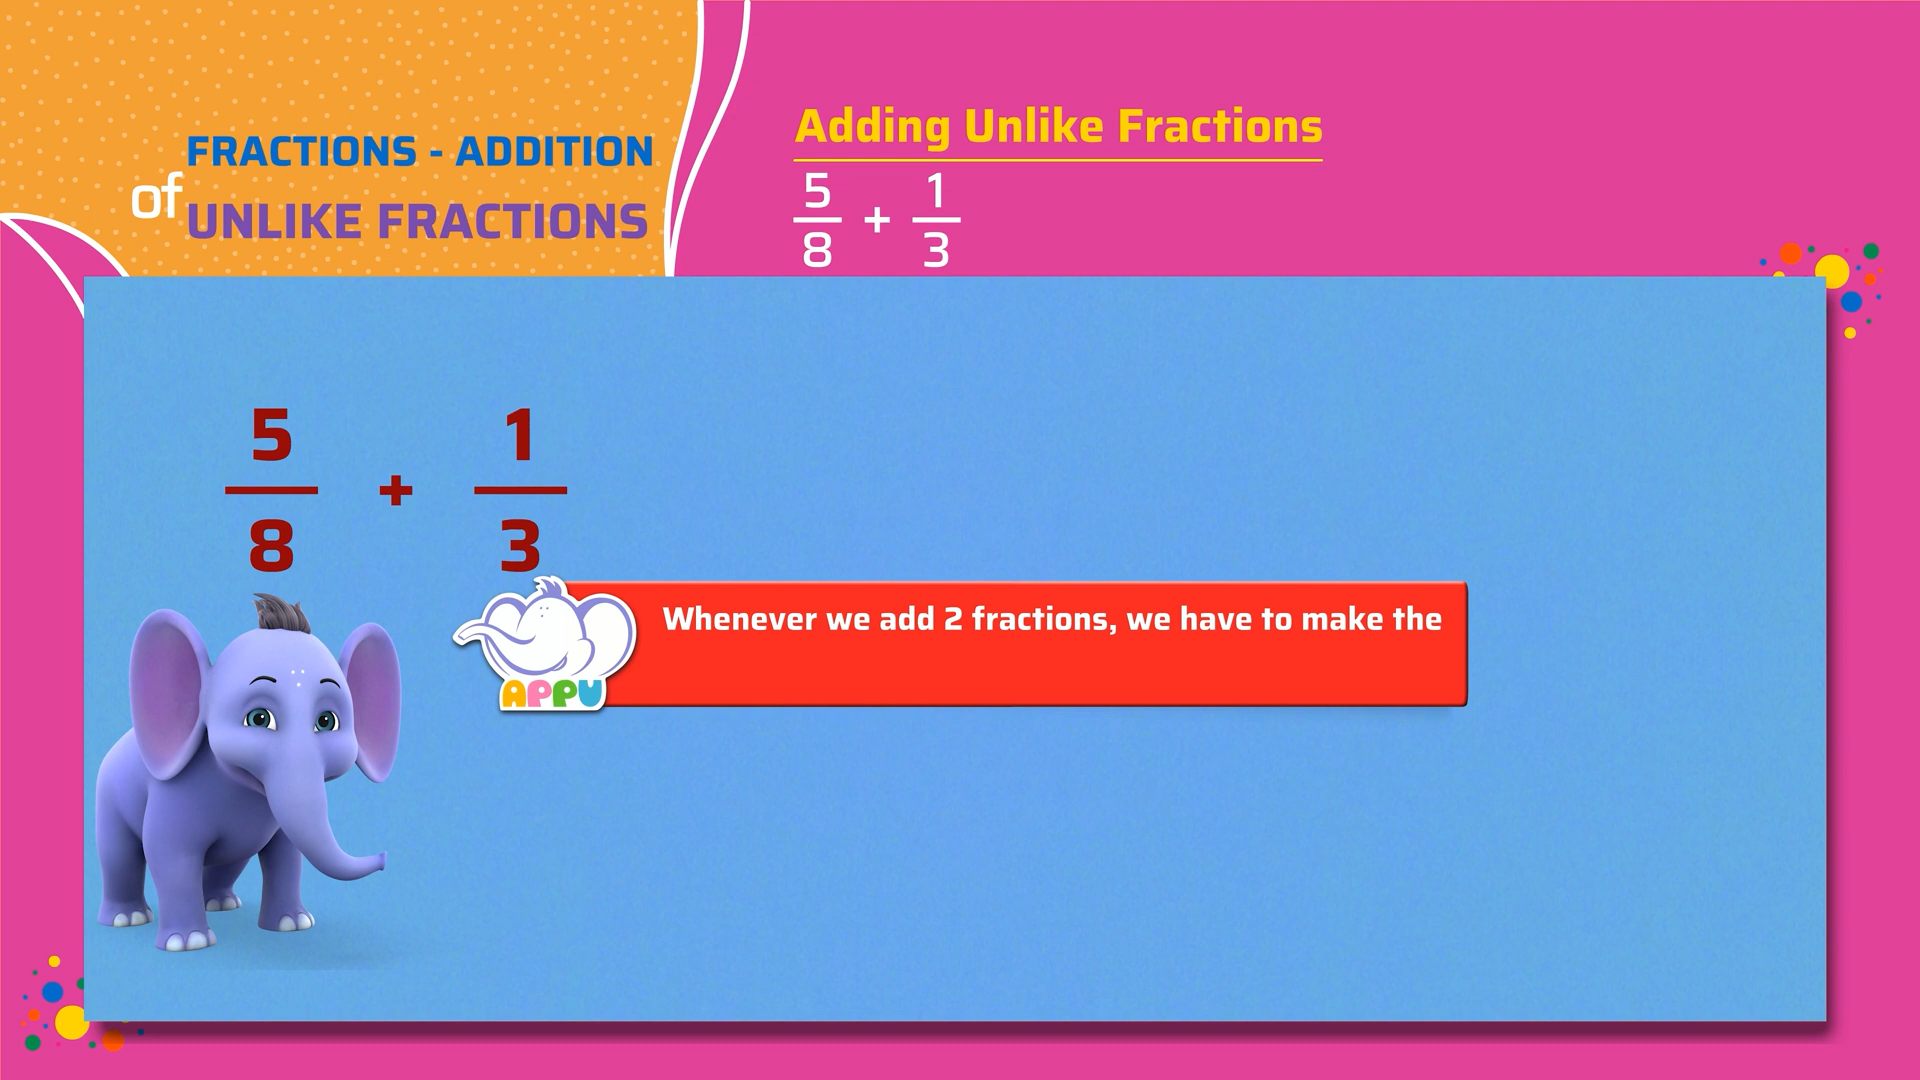 FRACTIONS - ADDITION
of UNLIKE FRACTIONS
Adding Unlike Fractions
5/8 + 1/3
5/8 + 1/3
Whenever we add 2 fractions, we have to make the
APPU